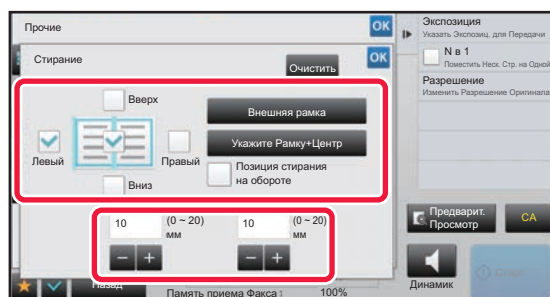 Прочие
OK
Экспозиция
Указать Экспозиц. для Передачи
Стирание
Очистить
OK
N в 1
Поместить Неск. Стр. на Одной
Разрешение
Изменить Разрешение Оригинала
Вверх
Внешняя рамка
Укажите Рамку+Центр
Левый
Правый
Позиция стирания
на обороте
Вниз
10
(0 ~ 20)
мм
10
(0 ~ 20)
мм
− +
− +
Предварит.
Просмотр
CA
Назад
Память приема Факса
100%
Динамик
Старт